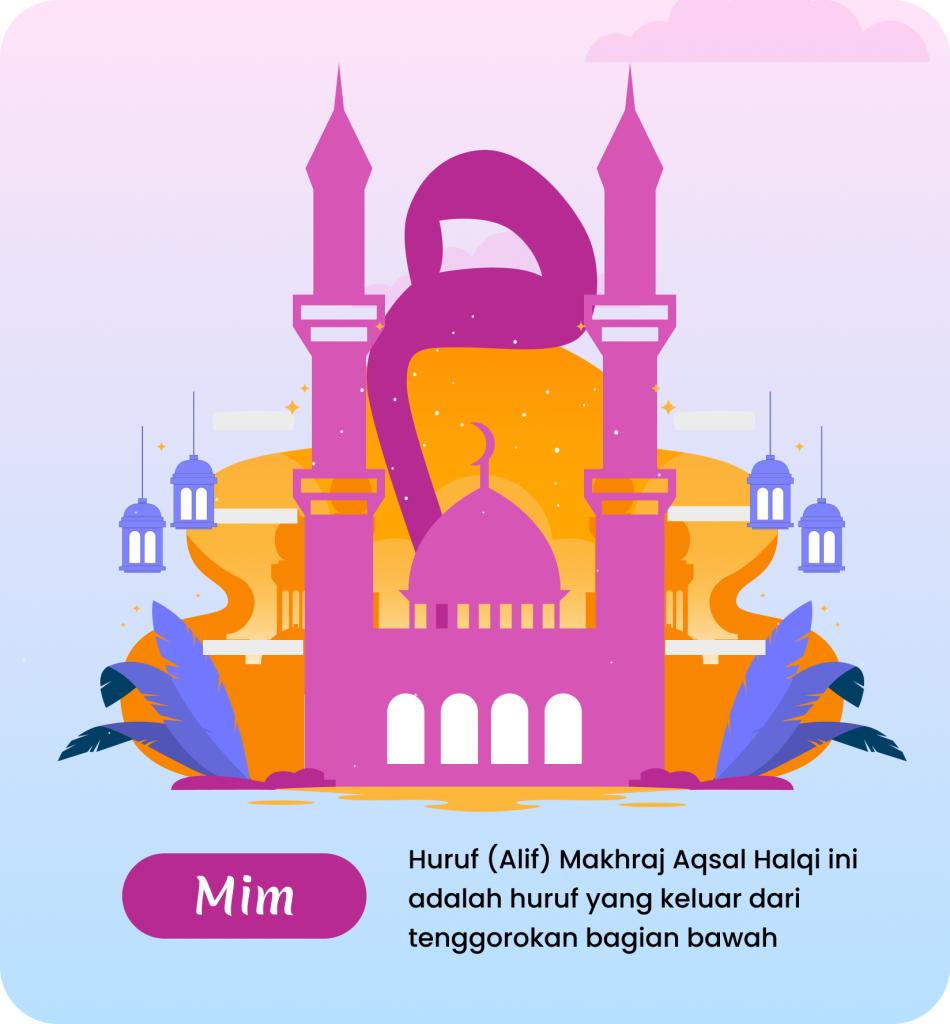 م
Mim
Huruf (Alif) Makhraj Aqsal Halqi ini
adalah huruf yang keluar dari
tenggorokan bagian bawah